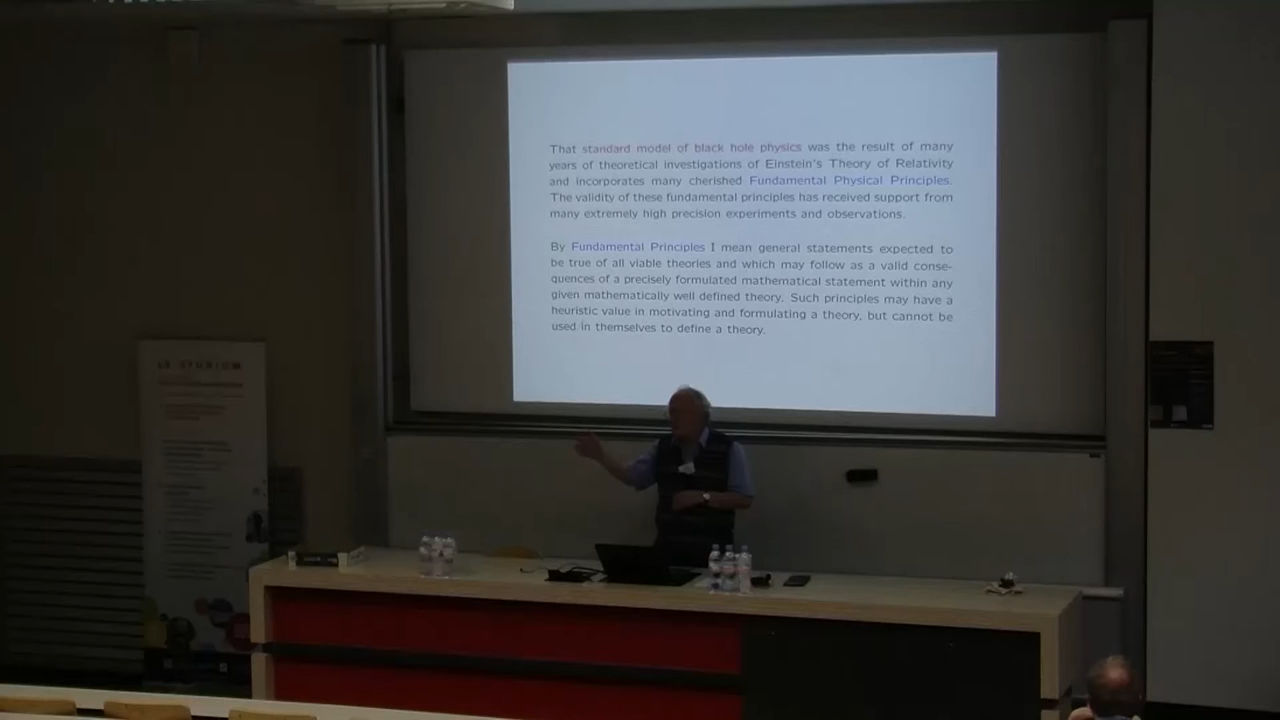 That standard model of black hole physics was the result of many
years of theoretical investigations of Einstein's Theory of Relativity
and incorporates many cherished Fundamental Physical Principles.
The validity of these fundamental principles has received support from
many extremely high precision experiments and observations.
By Fundamental Principles I mean general statements expected to
be true of all viable theories and which may follow as a valid conse-
quences of a precisely formulated mathematical statement within any
given mathematically well defined theory. Such principles may have a
heuristic value in motivating and formulating a theory, but cannot be
used in themselves to define a theory.
LE STUDIUM